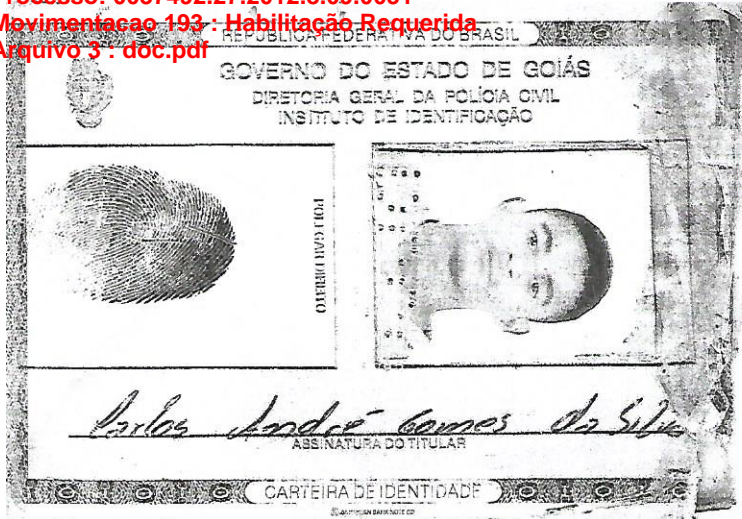 Movimentacao 193 : Habilitação Requerida
Arquivo 3 : doc.pdf
REPÚBLICA FEDERATIVA DO BRASIL
GOVERNO DO ESTADO DE GOIÁS
DIRETORIA GERAL DA POLÍCIA CIVIL
INSTITUTO DE IDENTIFICAÇÃO
POLEGAR DIREITO
Carlos André Gomes da Silva
ASSINATURA DO TITULAR
CARTEIRA DE IDENTIDADE